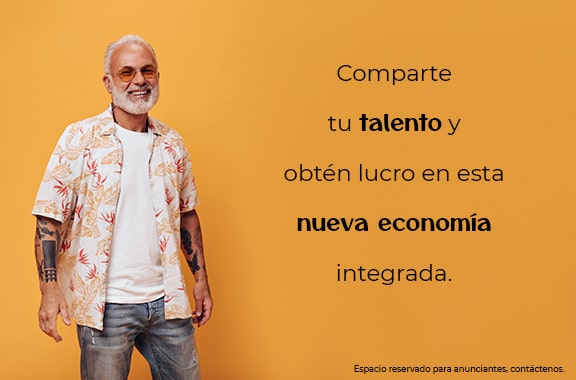 Comparte
tu talento y
obtén lucro en esta
nueva economía
integrada.
Espacio reservado para anunciantes, contáctenos.